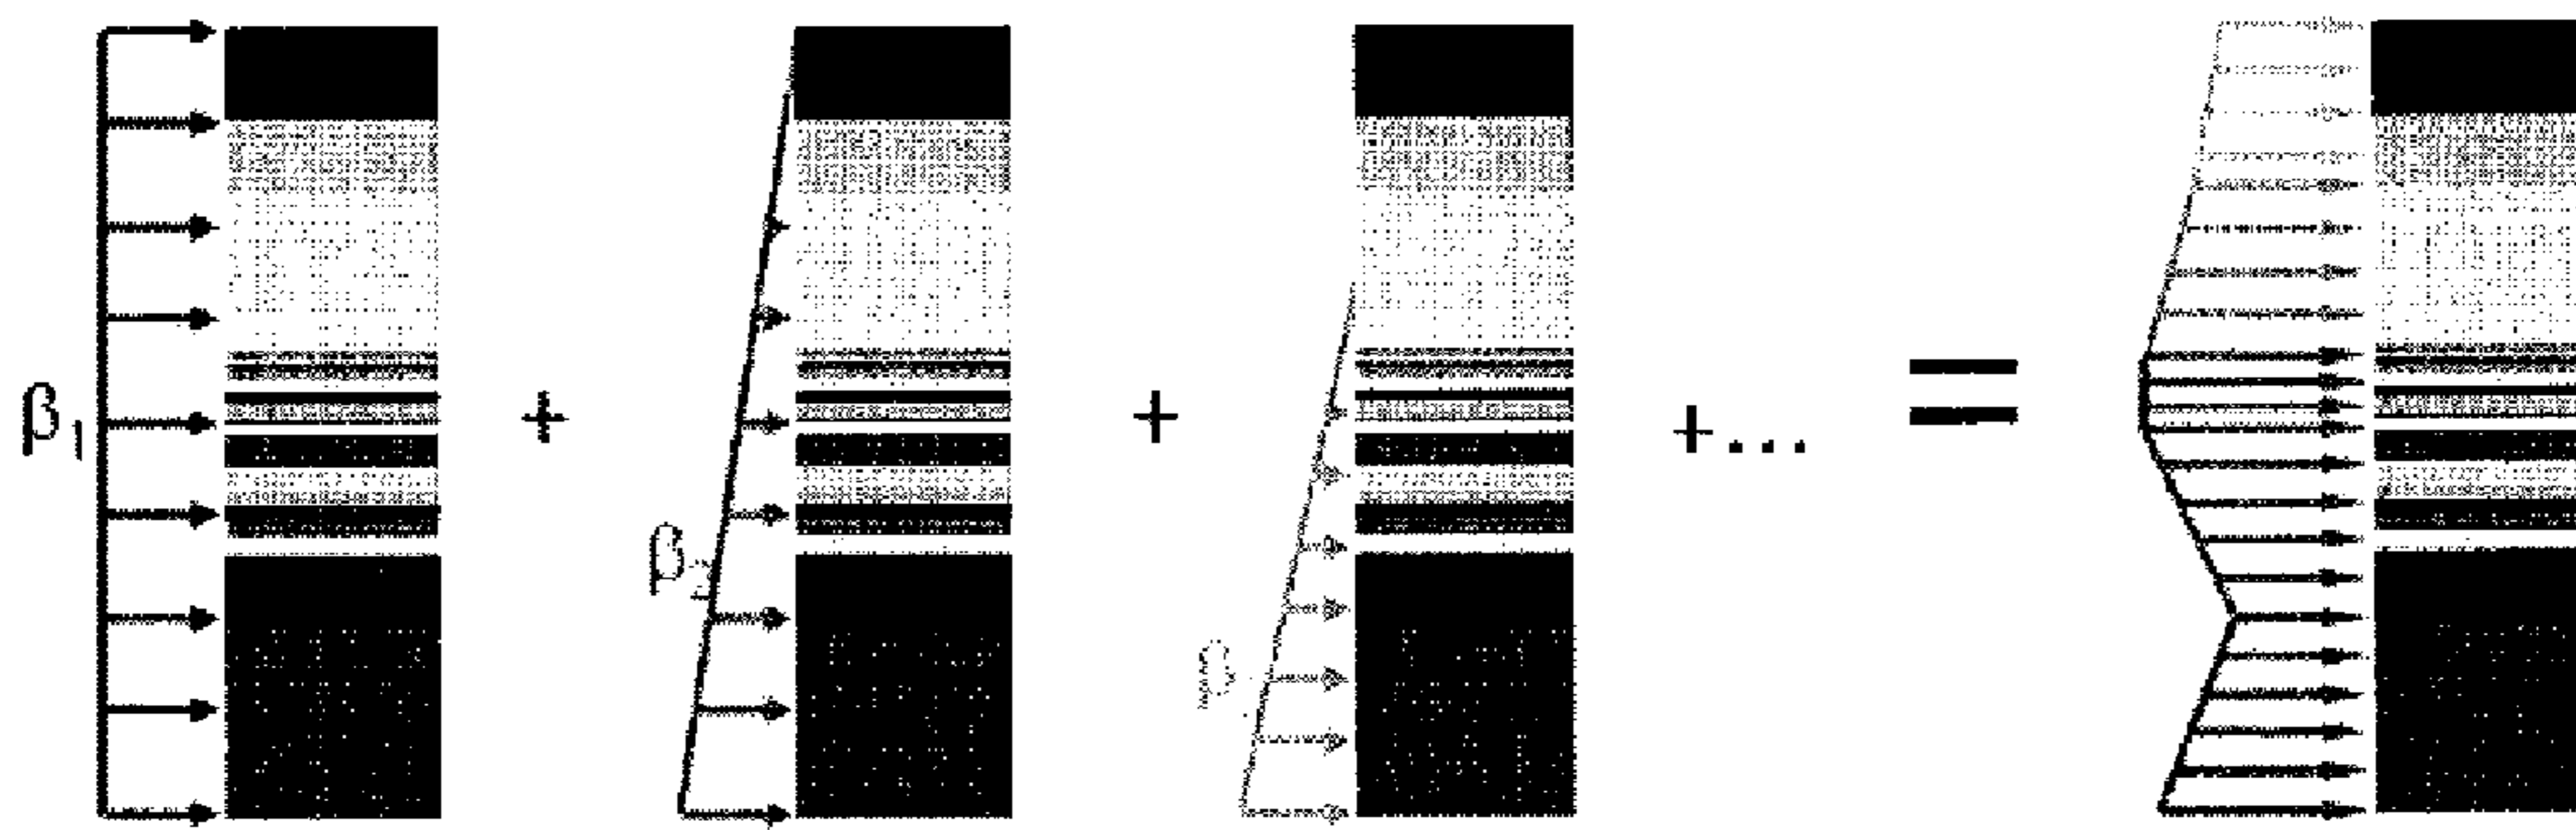 β1 + β2 + β +... =